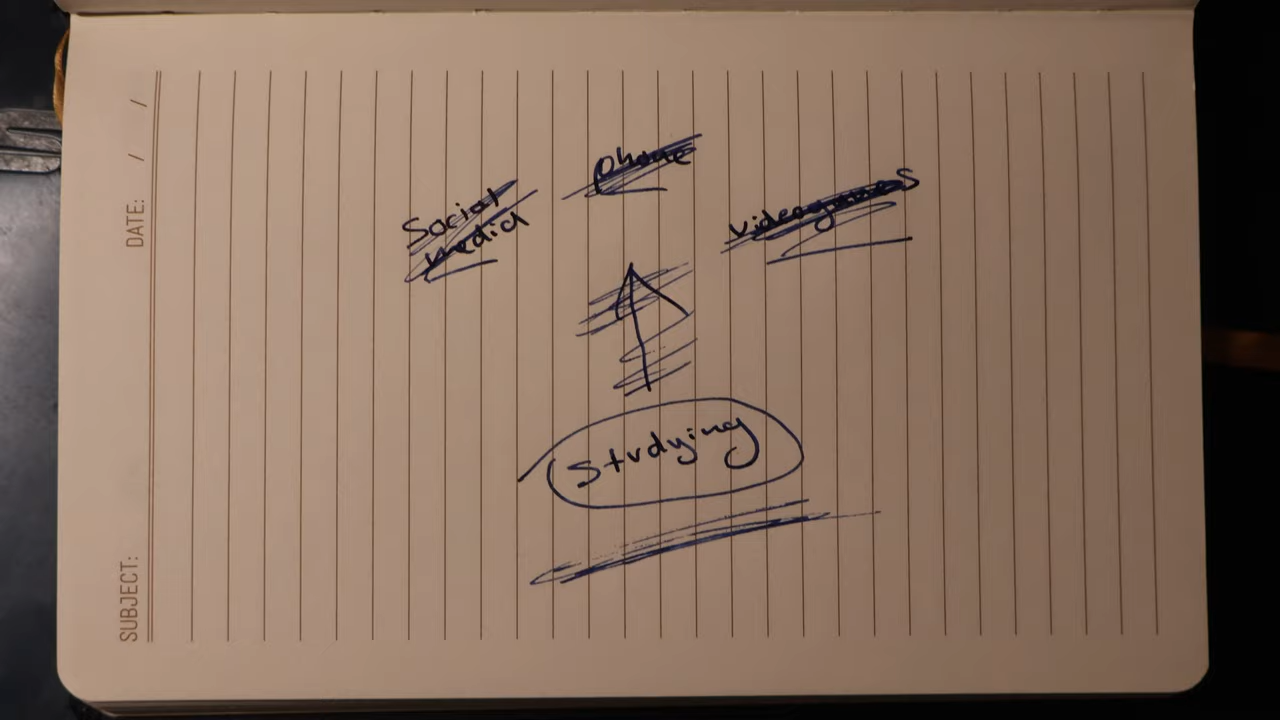 phone
Social
media
videogames
studying
DATE: / /
SUBJECT: